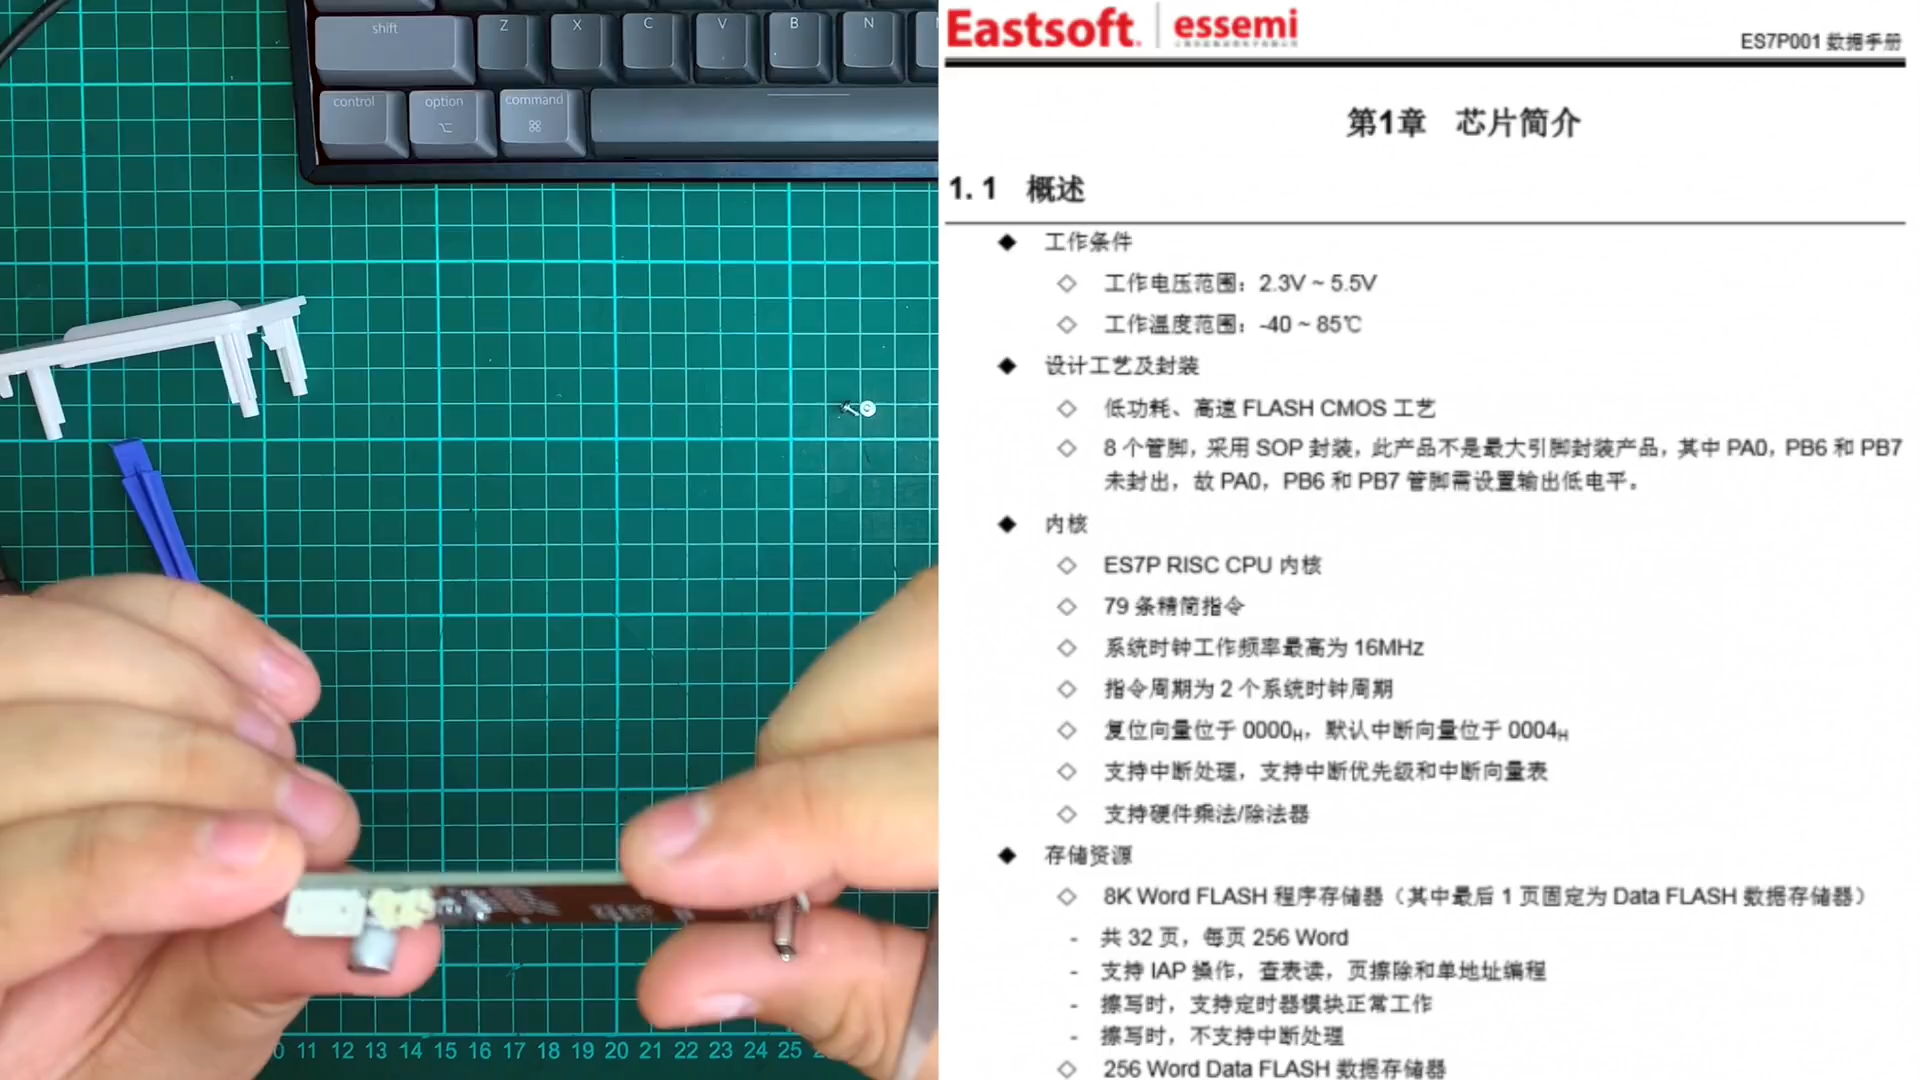 shift
Z
X
C
V
B
N
control
option
command
0 11 12 13 14 15 16 17 18 19 20 21 22 23 24 25
Eastsoft essemi
ES7P001 数据手册
第1章 芯片简介
1.1 概述
◆ 工作条件
◇ 工作电压范围：2.3V ~ 5.5V
◇ 工作温度范围：-40 ~ 85℃
◆ 设计工艺及封装
◇ 低功耗、高速 FLASH CMOS 工艺
◇ 8 个管脚，采用 SOP 封装，此产品不是最大引脚封装产品，其中 PA0，PB6 和 PB7
未封出，故 PA0，PB6 和 PB7 管脚需设置输出低电平。
◆ 内核
◇ ES7P RISC CPU 内核
◇ 79 条精简指令
◇ 系统时钟工作频率最高为 16MHz
◇ 指令周期为 2 个系统时钟周期
◇ 复位向量位于 0000H，默认中断向量位于 0004H
◇ 支持中断处理，支持中断优先级和中断向量表
◇ 支持硬件乘法/除法器
◆ 存储资源
◇ 8K Word FLASH 程序存储器（其中最后 1 页固定为 Data FLASH 数据存储器）
- 共 32 页，每页 256 Word
- 支持 IAP 操作，查表读，页擦除和单地址编程
- 擦写时，支持定时器模块正常工作
- 擦写时，不支持中断处理
◇ 256 Word Data FLASH 数据存储器